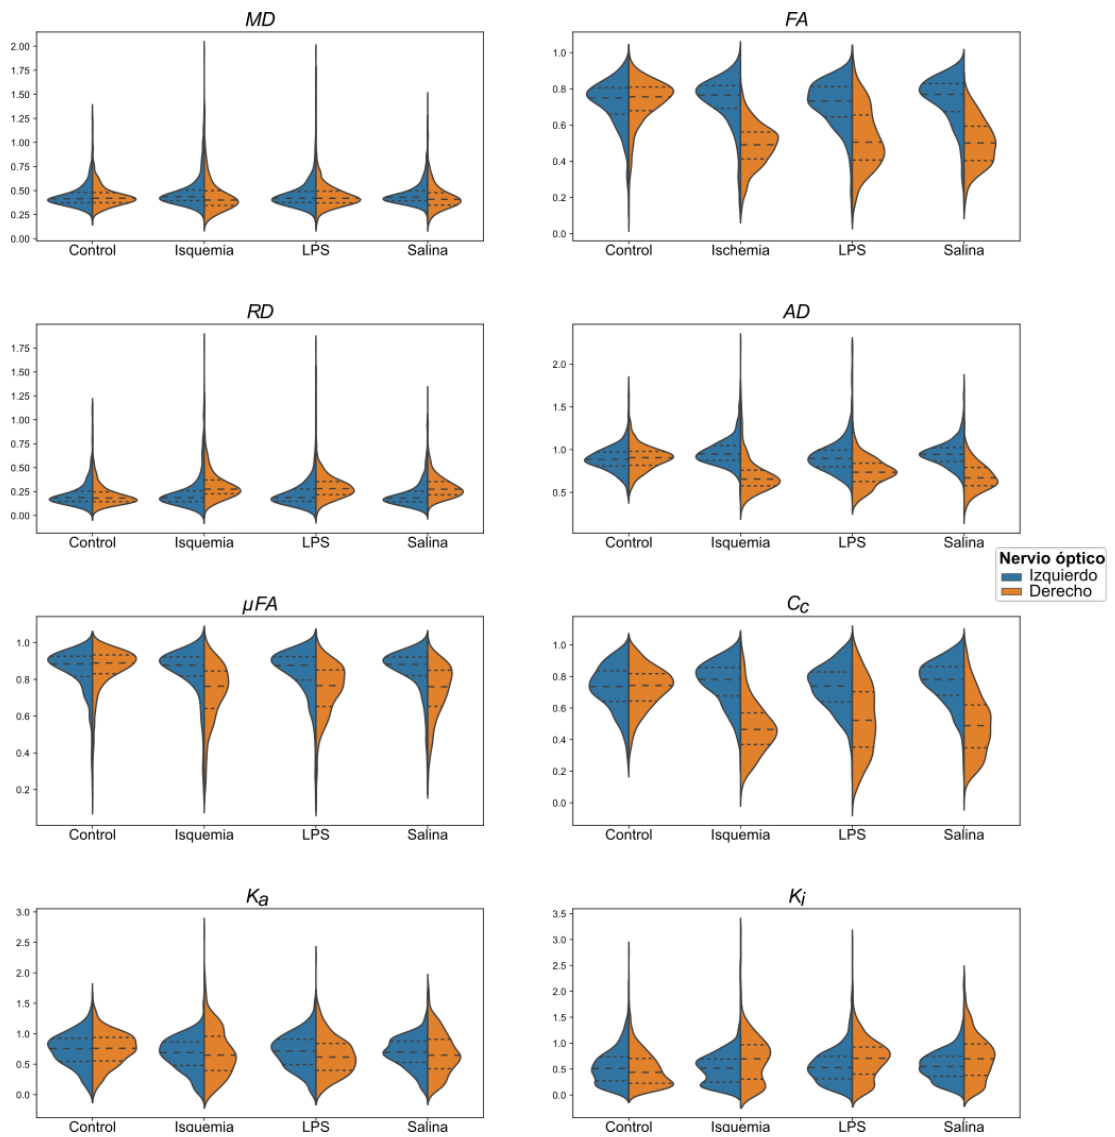 MD
2.00
1.75
1.50
1.25
1.00
0.75
0.50
0.25
0.00
Control Isquemia LPS Salina
FA
1.0
0.8
0.6
0.4
0.2
0.0
Control Ischemia LPS Salina
RD
1.75
1.50
1.25
1.00
0.75
0.50
0.25
0.00
Control Isquemia LPS Salina
AD
2.0
1.5
1.0
0.5
Control Isquemia LPS Salina
Nervio óptico
Izquierdo
Derecho
μFA
1.0
0.8
0.6
0.4
0.2
Control Isquemia LPS Salina
Cc
1.0
0.8
0.6
0.4
0.2
0.0
Control Isquemia LPS Salina
Ka
3.0
2.5
2.0
1.5
1.0
0.5
0.0
Control Isquemia LPS Salina
Ki
3.5
3.0
2.5
2.0
1.5
1.0
0.5
0.0
Control Isquemia LPS Salina